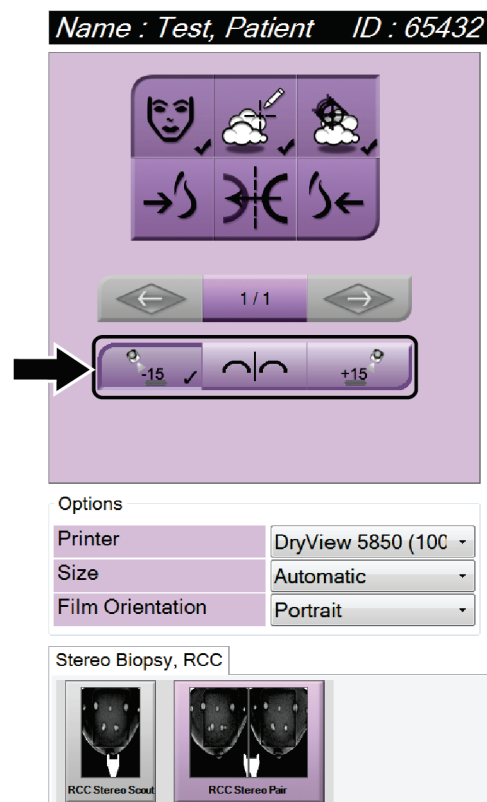 Name : Test, Patient ID : 65432
1 / 1
-15
+15
Options
Printer
DryView 5850 (100
Size
Automatic
Film Orientation
Portrait
Stereo Biopsy, RCC
RCC Stereo Scout
RCC Stereo Pair